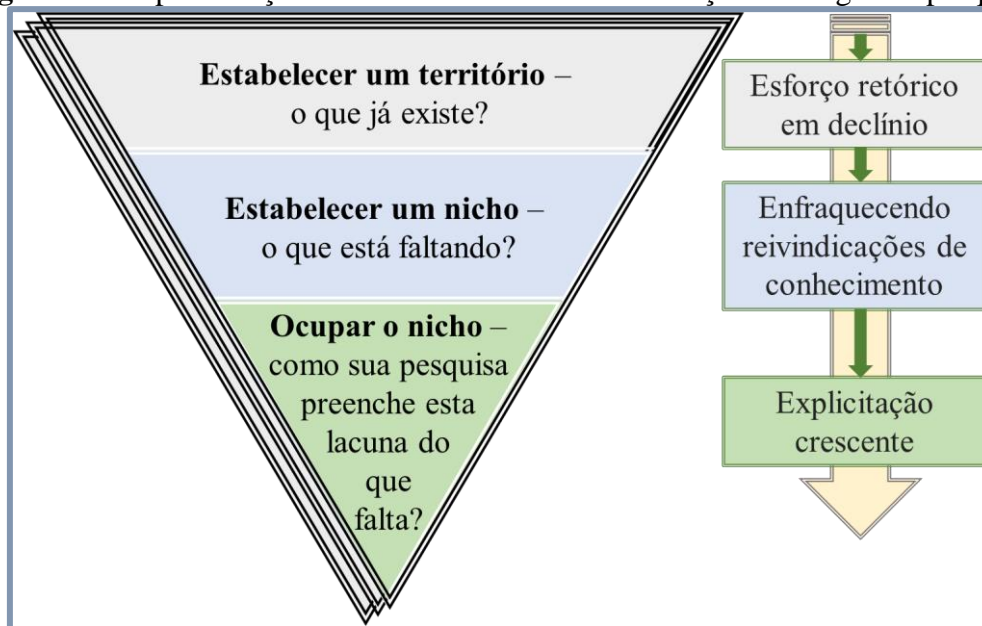 Estabelecer um território –
o que já existe?
Estabelecer um nicho –
o que está faltando?
Ocupar o nicho –
como sua pesquisa
preenche esta
lacuna do
que
falta?
Esforço retórico
em declínio
Enfraquecendo
reivindicações de
conhecimento
Explicitação
crescente